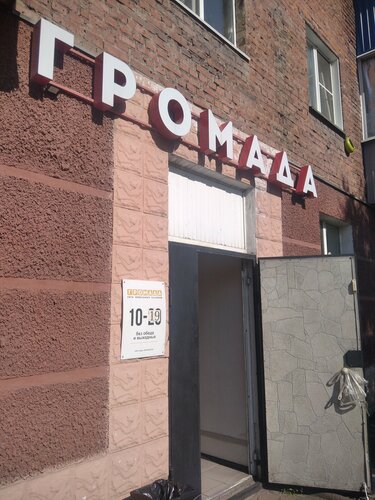 ГРОМАДА
ГРОМАДА
10-19
без обеда
и выходных